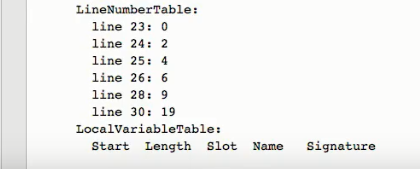 LineNumberTable:
line 23: 0
line 24: 2
line 25: 4
line 26: 6
line 28: 9
line 30: 19
LocalVariableTable:
Start Length Slot Name Signature